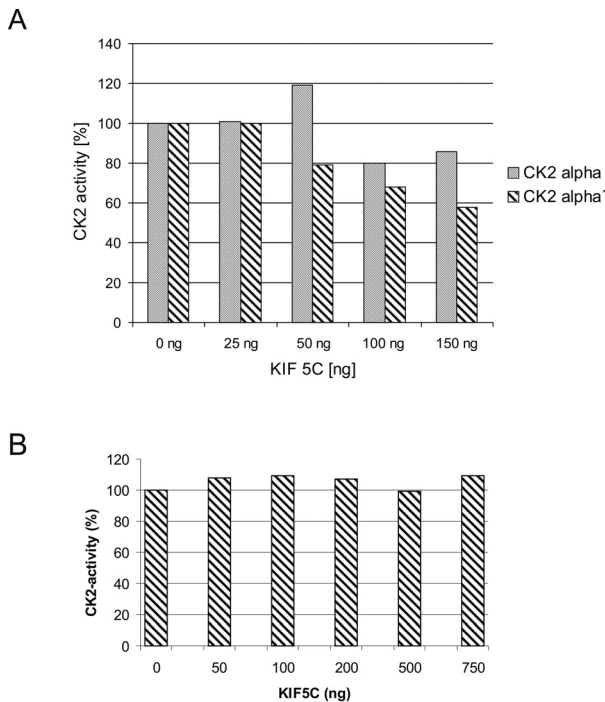 A
140
120
100
80
60
40
20
0
CK2 activity [%]
0 ng 25 ng 50 ng 100 ng 150 ng
KIF 5C [ng]
CK2 alpha
CK2 alpha´
B
120
100
80
60
40
20
0
CK2-activity (%)
0 50 100 200 500 750
KIF5C (ng)